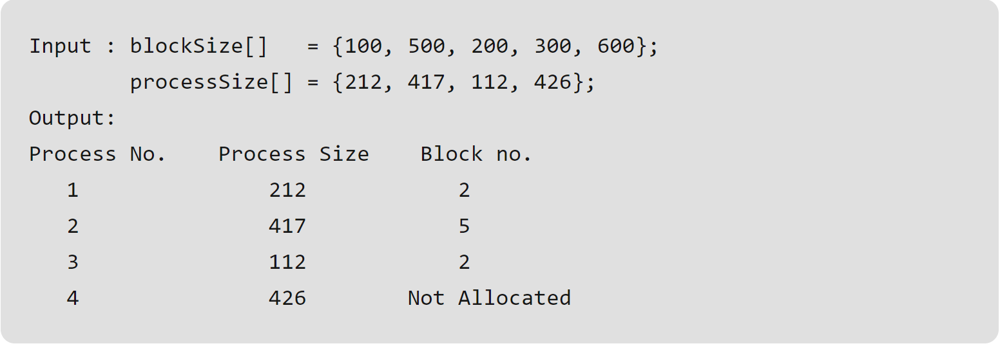 Input : blockSize[]   = {100, 500, 200, 300, 600};
        processSize[] = {212, 417, 112, 426};
Output:
Process No.    Process Size    Block no.
   1               212            2
   2               417            5
   3               112            2
   4               426        Not Allocated